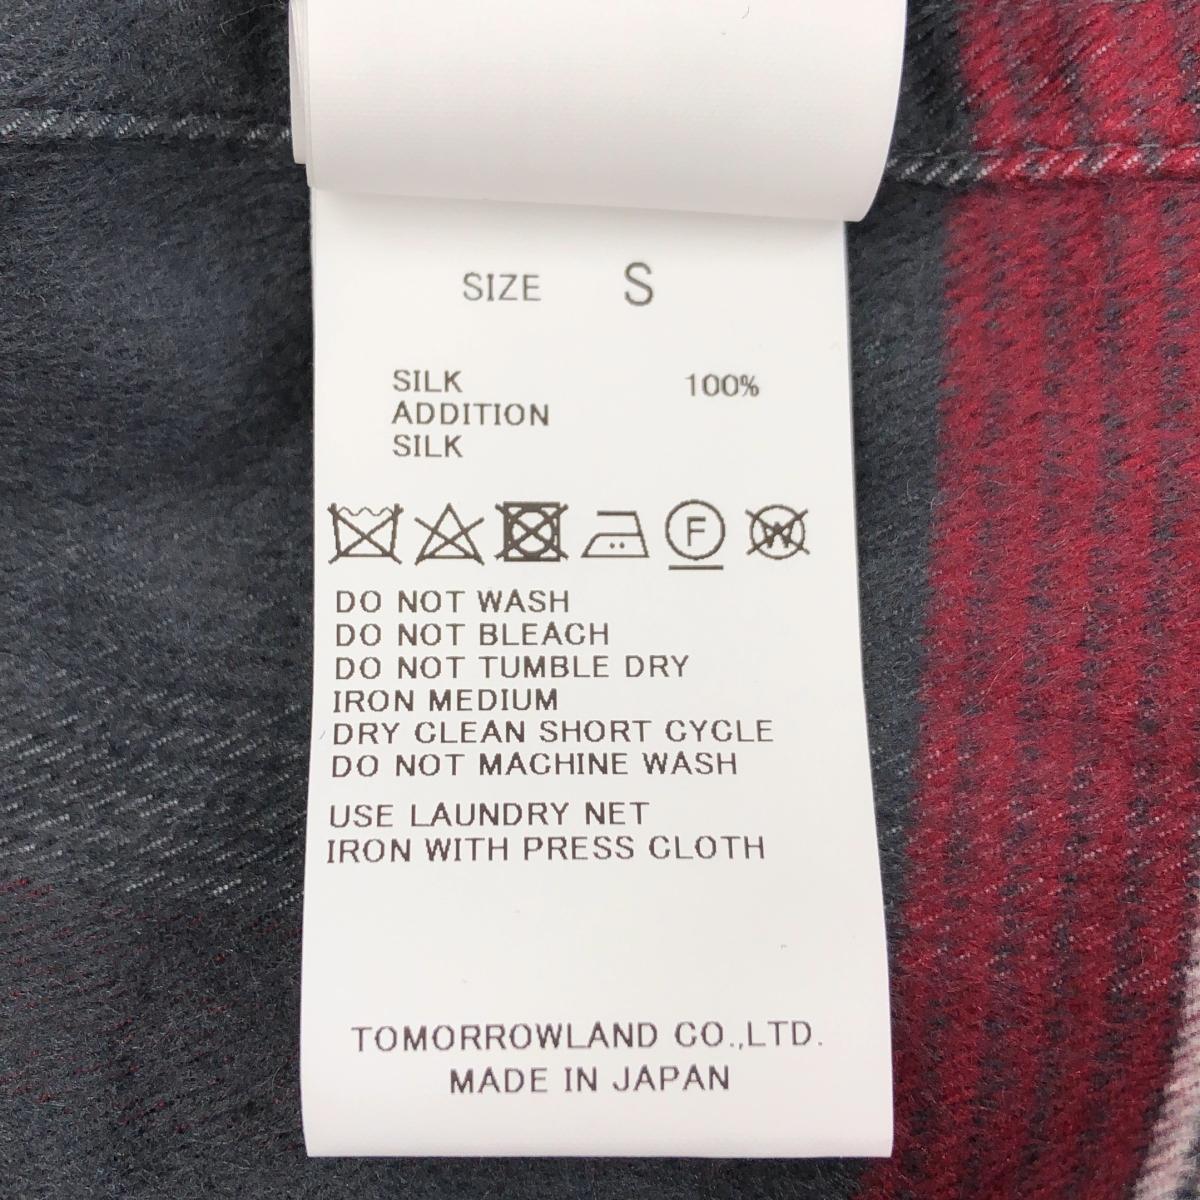 SIZE S
SILK 100%
ADDITION
SILK
F W
DO NOT WASH
DO NOT BLEACH
DO NOT TUMBLE DRY
IRON MEDIUM
DRY CLEAN SHORT CYCLE
DO NOT MACHINE WASH
USE LAUNDRY NET
IRON WITH PRESS CLOTH
TOMORROWLAND CO.,LTD.
MADE IN JAPAN